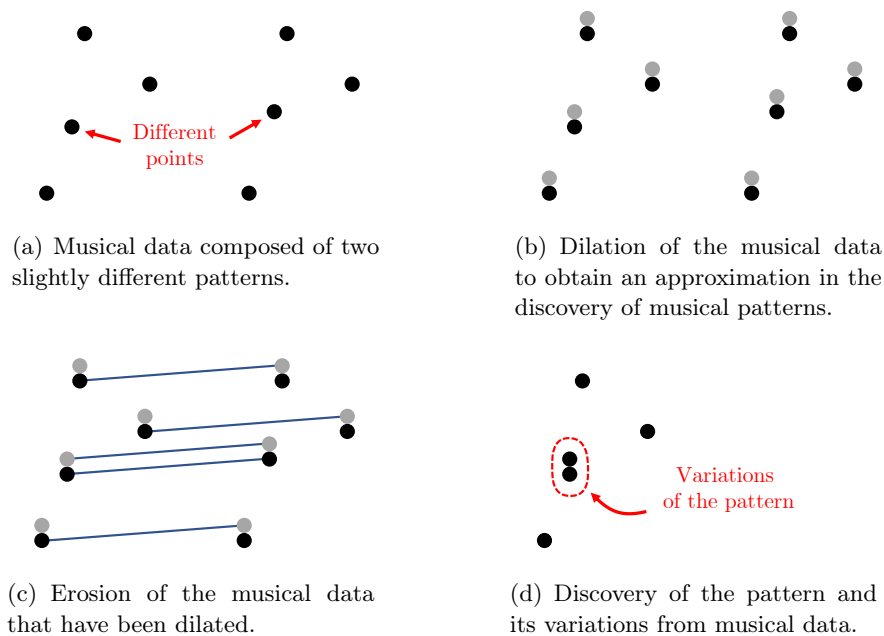 Different
points
(a) Musical data composed of two
slightly different patterns.
(b) Dilation of the musical data
to obtain an approximation in the
discovery of musical patterns.
Variations
of the pattern
(c) Erosion of the musical data
that have been dilated.
(d) Discovery of the pattern and
its variations from musical data.